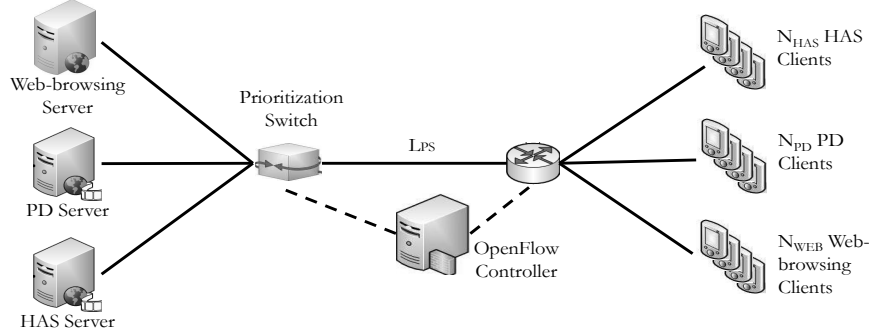 Web-browsing
Server
PD Server
HAS Server
Prioritization
Switch
LPS
OpenFlow
Controller
NHAS HAS
Clients
NPD PD
Clients
NWEB Web-
browsing
Clients